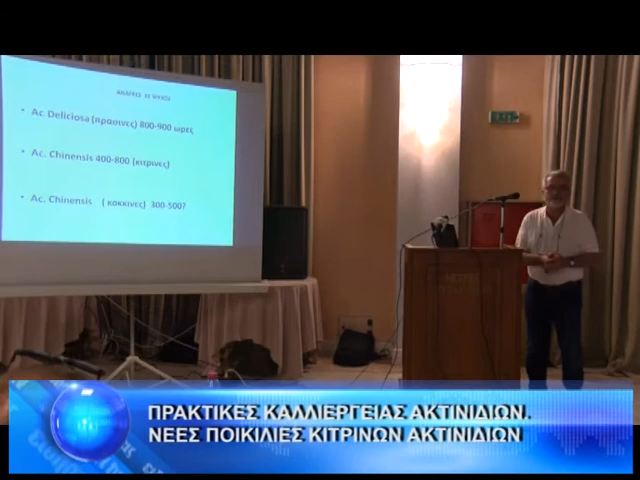 ΑΝΑΓΚΕΣ σε ΨΥΧΟΣ
• Ac Deliciosa (πρασινες) 800-900 ωρες
• Ac. Chinensis 400-800 (κιτρινες)
• Ac. Chinensis ( κοκκινες) 300-500?
EXIT
ΠΡΑΚΤΙΚΕΣ ΚΑΛΛΙΕΡΓΕΙΑΣ ΑΚΤΙΝΙΔΙΩΝ.
ΝΕΕΣ ΠΟΙΚΙΛΙΕΣ ΚΙΤΡΙΝΩΝ ΑΚΤΙΝΙΔΙΩΝ